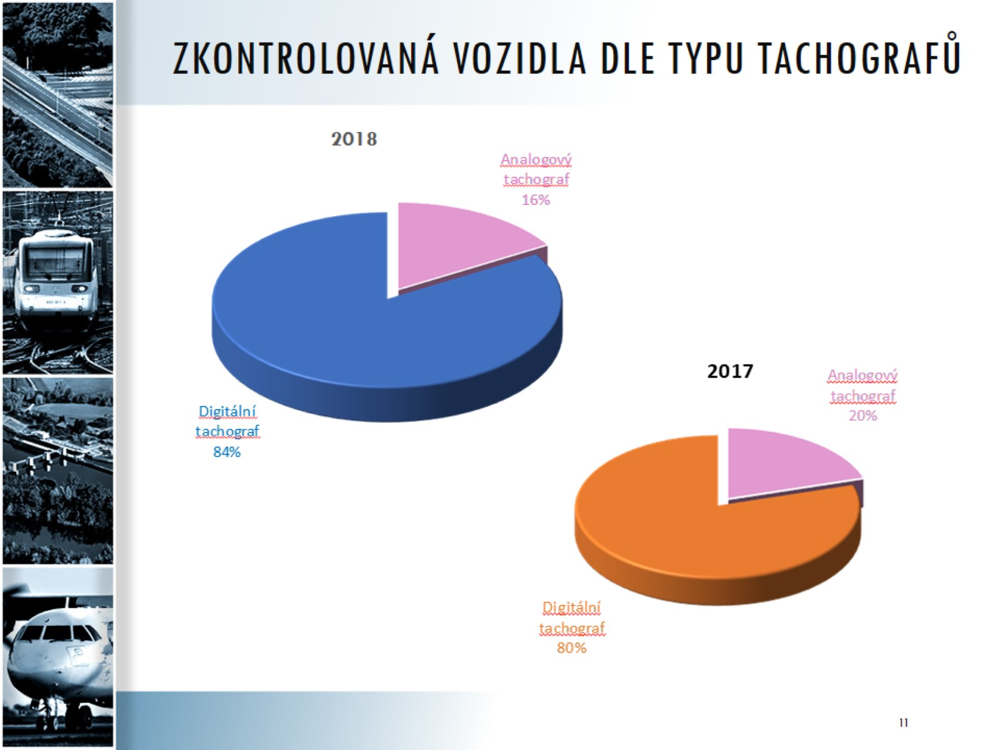 ZKONTROLOVANÁ VOZIDLA DLE TYPU TACHOGRAFŮ
2018
Analogový
tachograf
16%
Digitální
tachograf
84%
2017
Analogový
tachograf
20%
Digitální
tachograf
80%
11